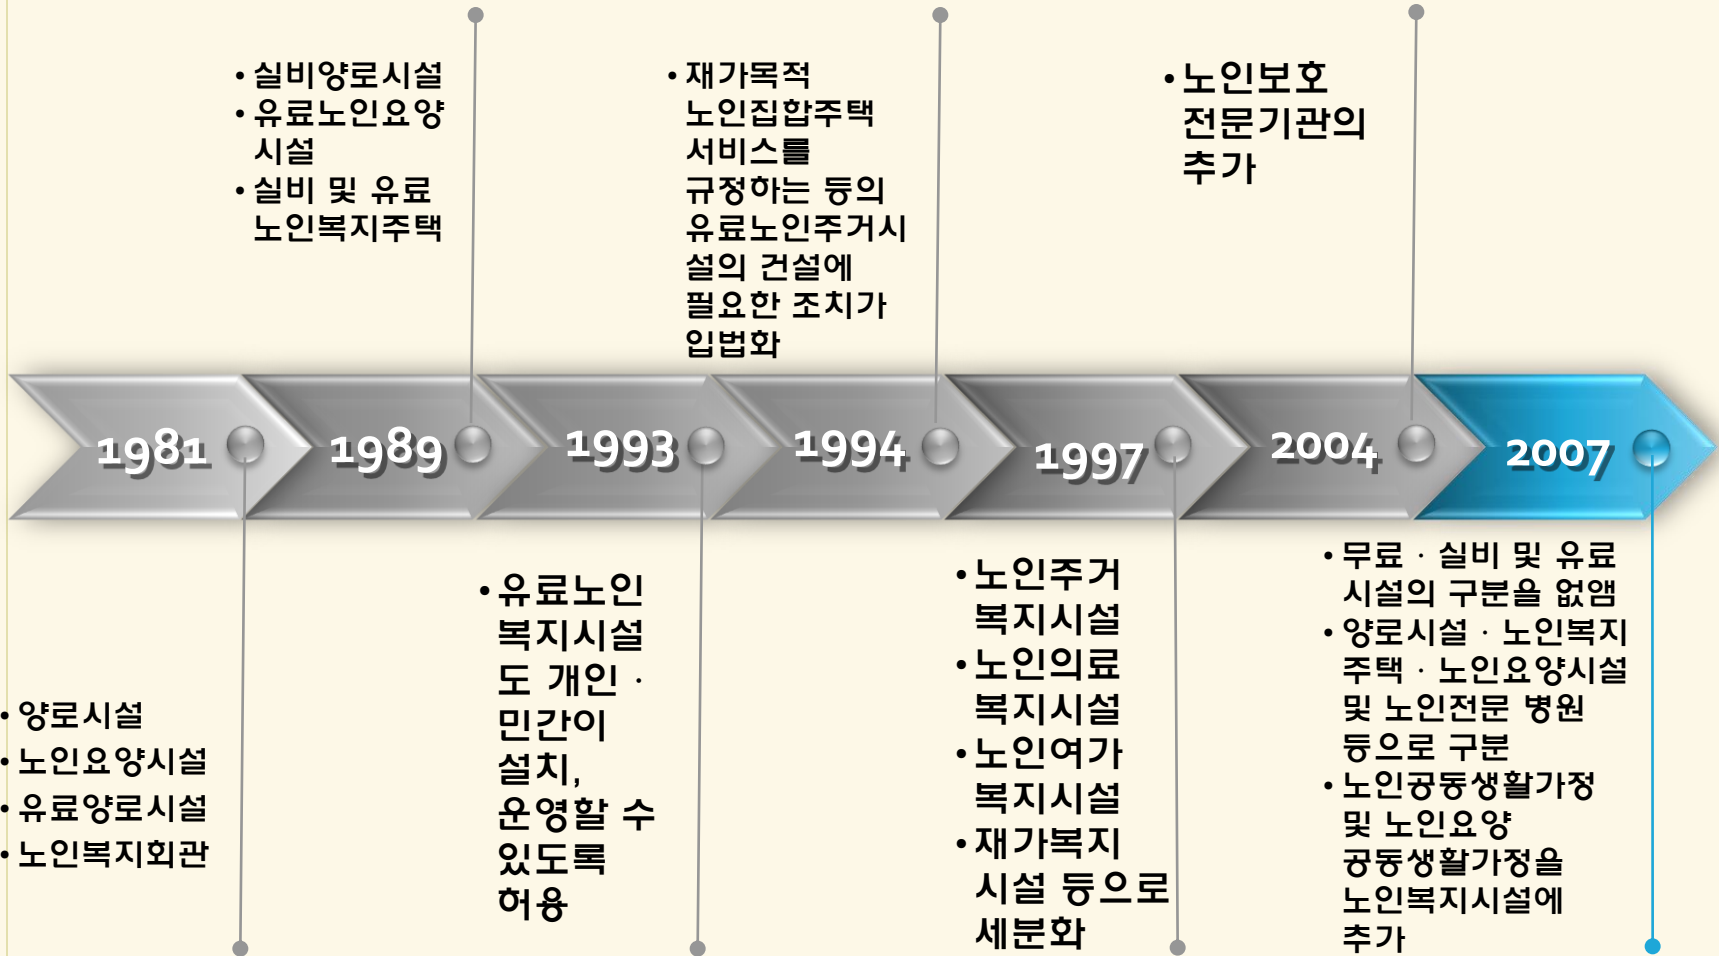 • 실비양로시설
• 유료노인요양
시설
• 실비 및 유료
노인복지주택
• 재가목적
노인집합주택
서비스를
규정하는 등의
유료노인주거시
설의 건설에
필요한 조치가
입법화
• 노인보호
전문기관의
추가
1981
1989
1993
1994
1997
2004
2007
• 양로시설
• 노인요양시설
• 유료양로시설
• 노인복지회관
• 유료노인
복지시설
도 개인 ·
민간이
설치,
운영할 수
있도록
허용
• 노인주거
복지시설
• 노인의료
복지시설
• 노인여가
복지시설
• 재가복지
시설 등으로
세분화
• 무료 · 실비 및 유료
시설의 구분을 없앰
• 양로시설 · 노인복지
주택 · 노인요양시설
및 노인전문 병원
등으로 구분
• 노인공동생활가정
및 노인요양
공동생활가정을
노인복지시설에
추가